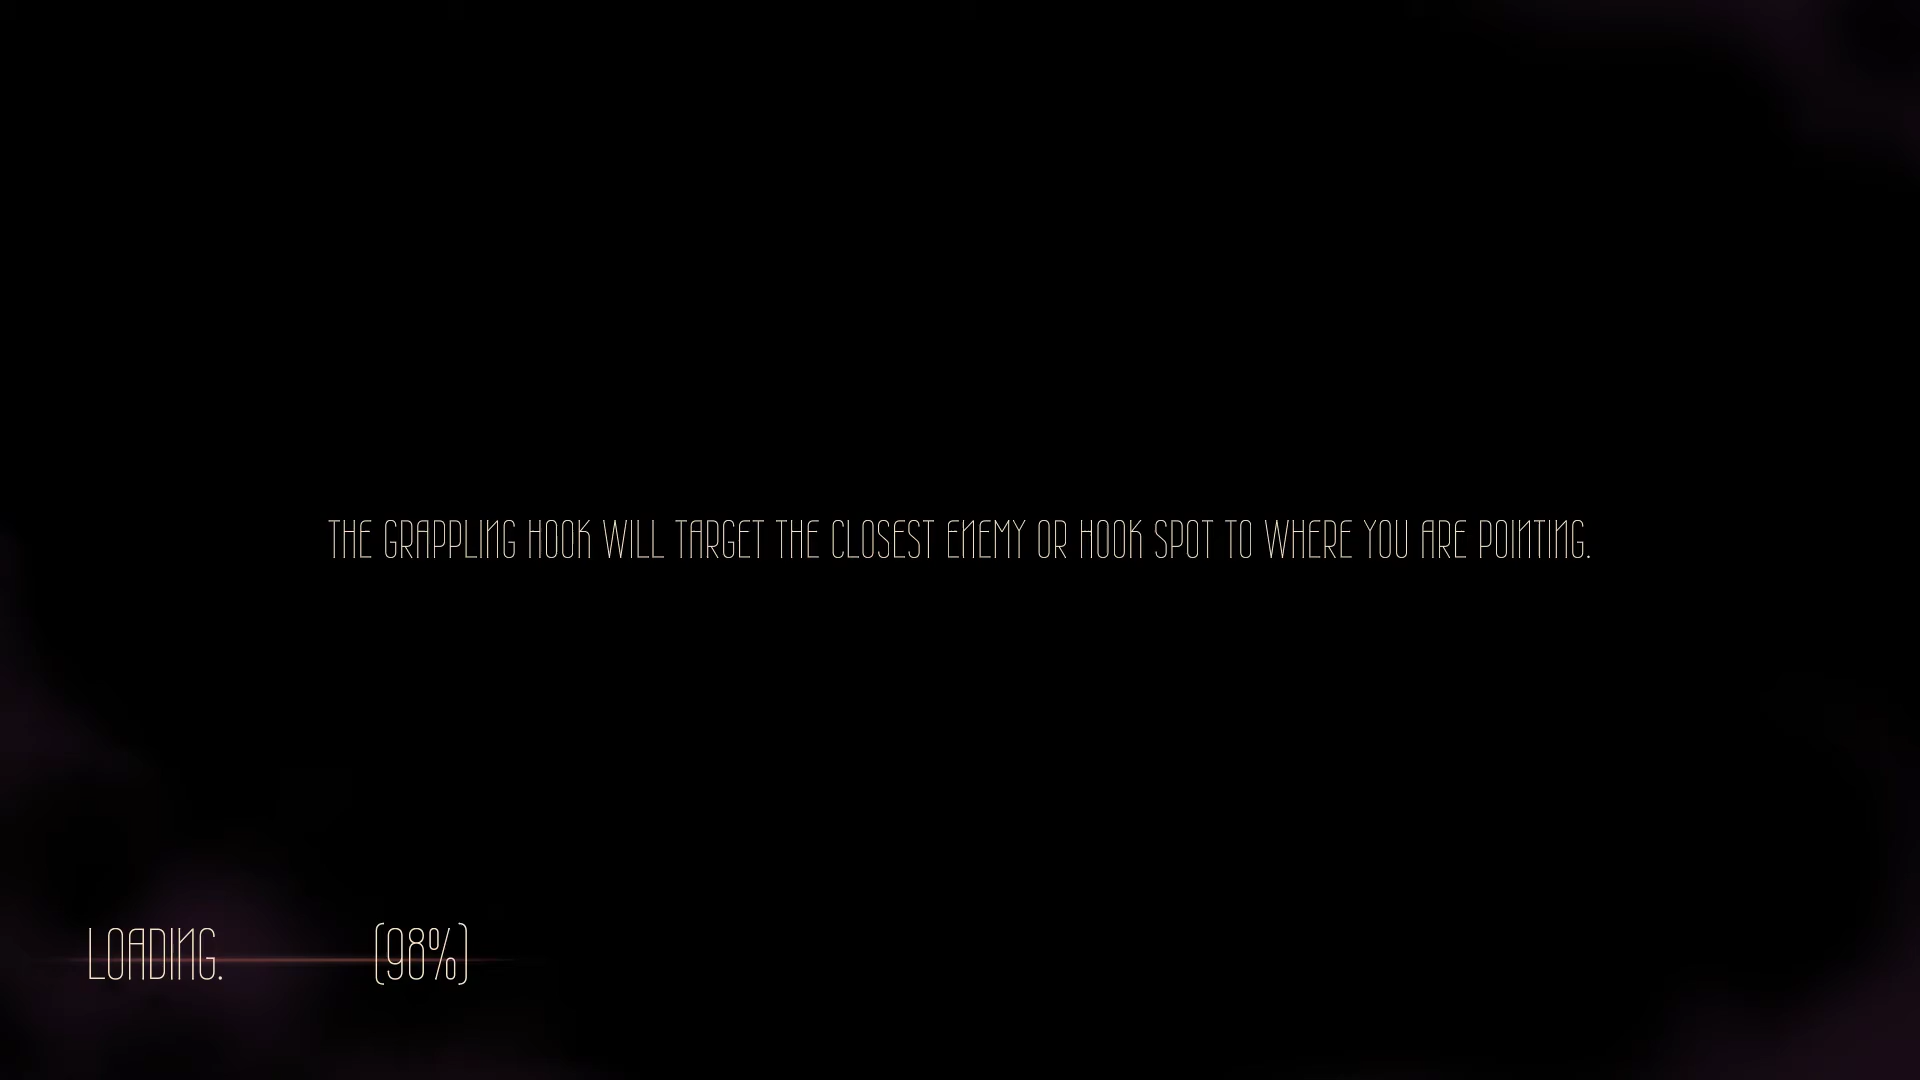 THE GRAPPLING HOOK WILL TARGET THE CLOSEST ENEMY OR HOOK SPOT TO WHERE YOU ARE POINTING.
LOADING. (98%)